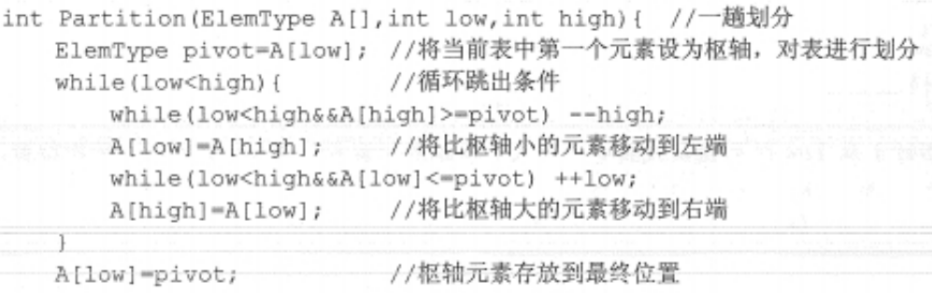 int Partition(ElemType A[],int low,int high){  //一趟划分
    ElemType pivot=A[low];  //将当前表中第一个元素设为枢轴，对表进行划分
    while(low<high){        //循环跳出条件
        while(low<high&&A[high]>=pivot) --high;
        A[low]=A[high];     //将比枢轴小的元素移动到左端
        while(low<high&&A[low]<=pivot) ++low;
        A[high]=A[low];     //将比枢轴大的元素移动到右端
    }
    A[low]=pivot;           //枢轴元素存放到最终位置